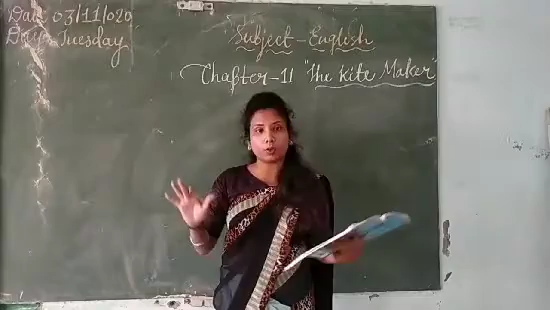 Date 03/11/020
Day Tuesday
Subject - English
Chapter-11 "The Kite Maker"